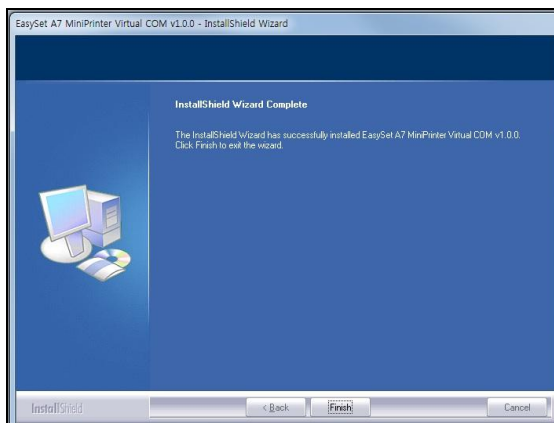 EasySet A7 MiniPrinter Virtual COM v1.0.0 - InstallShield Wizard
InstallShield Wizard Complete
The InstallShield Wizard has successfully installed EasySet A7 MiniPrinter Virtual COM v1.0.0.
Click Finish to exit the wizard.
InstallShield
< Back
Finish
Cancel